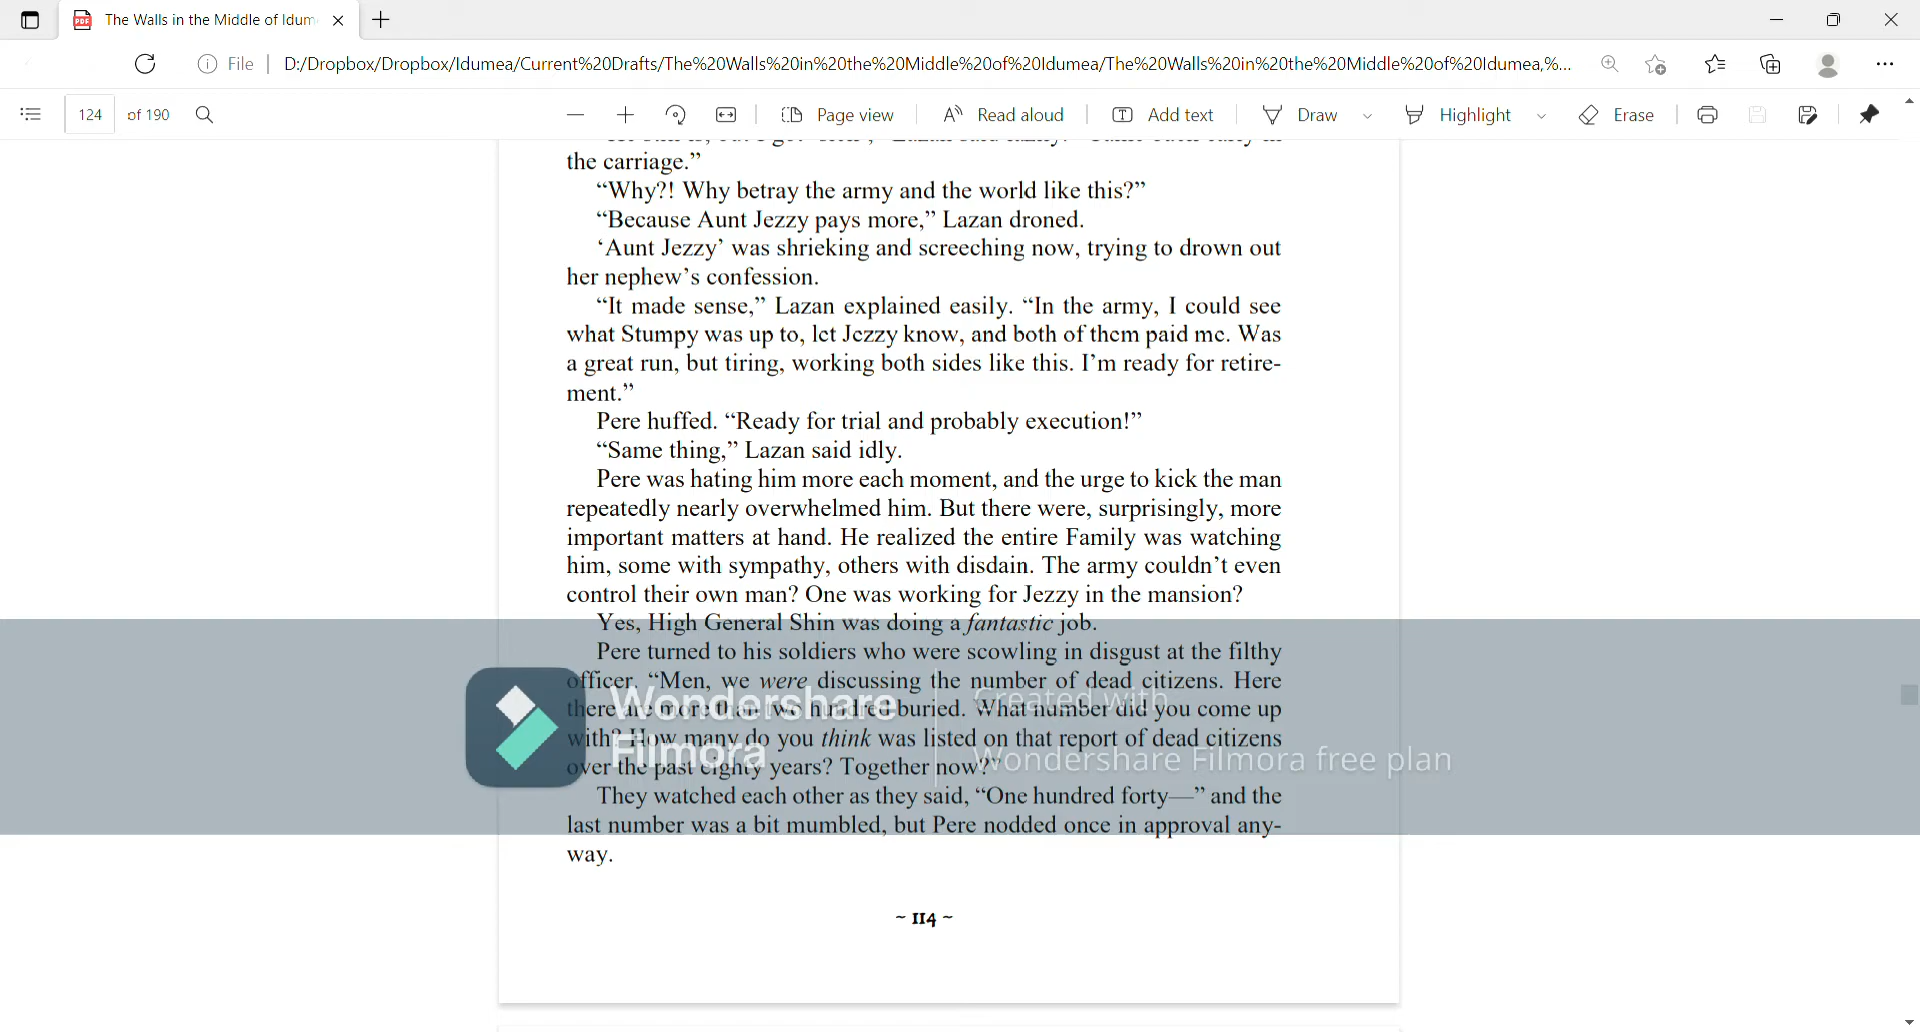 The Walls in the Middle of Idum
File
D:/Dropbox/Dropbox/Idumea/Current%20Drafts/The%20Walls%20in%20the%20Middle%20of%20Idumea/The%20Walls%20in%20the%20Middle%20of%20Idumea,%...
124 of 190
Page view
Read aloud
Add text
Draw
Highlight
Erase
the carriage.”
“Why?! Why betray the army and the world like this?”
“Because Aunt Jezzy pays more,” Lazan droned.
‘Aunt Jezzy’ was shrieking and screeching now, trying to drown out
her nephew’s confession.
“It made sense,” Lazan explained easily. “In the army, I could see
what Stumpy was up to, let Jezzy know, and both of them paid me. Was
a great run, but tiring, working both sides like this. I’m ready for retire-
ment.”
Pere huffed. “Ready for trial and probably execution!”
“Same thing,” Lazan said idly.
Pere was hating him more each moment, and the urge to kick the man
repeatedly nearly overwhelmed him. But there were, surprisingly, more
important matters at hand. He realized the entire Family was watching
him, some with sympathy, others with disdain. The army couldn’t even
control their own man? One was working for Jezzy in the mansion?
Yes, High General Shin was doing a fantastic job.
Pere turned to his soldiers who were scowling in disgust at the filthy
officer. “Men, we were discussing the number of dead citizens. Here
there are more than two hundred buried. What number did you come up
with? How many do you think was listed on that report of dead citizens
over the past eighty years? Together now?”
They watched each other as they said, “One hundred forty—” and the
last number was a bit mumbled, but Pere nodded once in approval any-
way.
~ 114 ~
Wondershare
Filmora
Created with
Wondershare Filmora free plan